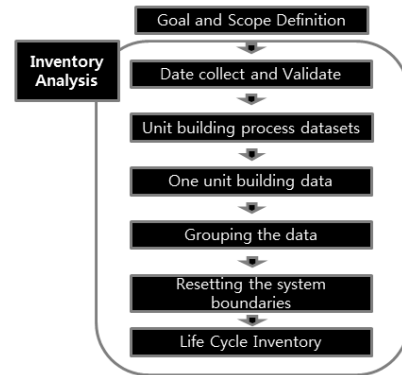 Goal and Scope Definition
Inventory
Analysis
Date collect and Validate
Unit building process datasets
One unit building data
Grouping the data
Resetting the system
boundaries
Life Cycle Inventory